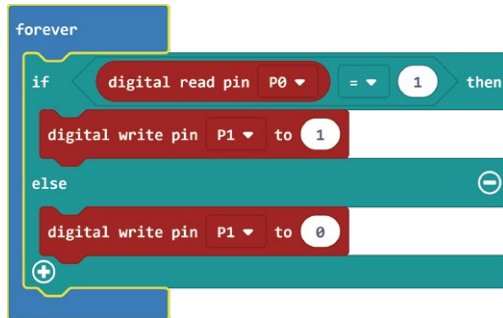 forever
if digital read pin P0 = 1 then
digital write pin P1 to 1
else
digital write pin P1 to 0